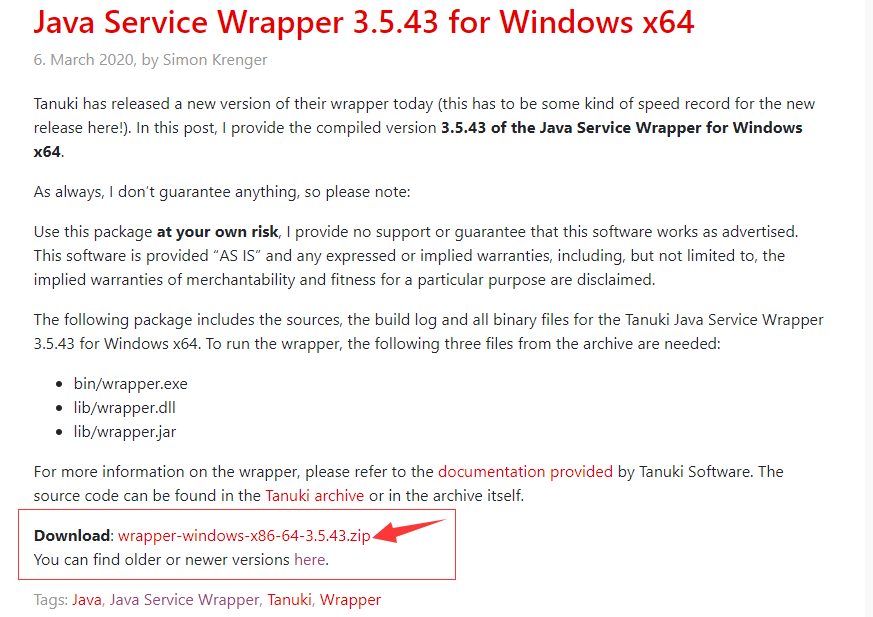 Java Service Wrapper 3.5.43 for Windows x64
6. March 2020, by Simon Krenger
Tanuki has released a new version of their wrapper today (this has to be some kind of speed record for the new
release here!). In this post, I provide the compiled version 3.5.43 of the Java Service Wrapper for Windows
x64.
As always, I don’t guarantee anything, so please note:
Use this package at your own risk, I provide no support or guarantee that this software works as advertised.
This software is provided “AS IS” and any expressed or implied warranties, including, but not limited to, the
implied warranties of merchantability and fitness for a particular purpose are disclaimed.
The following package includes the sources, the build log and all binary files for the Tanuki Java Service Wrapper
3.5.43 for Windows x64. To run the wrapper, the following three files from the archive are needed:
• bin/wrapper.exe
• lib/wrapper.dll
• lib/wrapper.jar
For more information on the wrapper, please refer to the documentation provided by Tanuki Software. The
source code can be found in the Tanuki archive or in the archive itself.
Download: wrapper-windows-x86-64-3.5.43.zip
You can find older or newer versions here.
Tags: Java, Java Service Wrapper, Tanuki, Wrapper